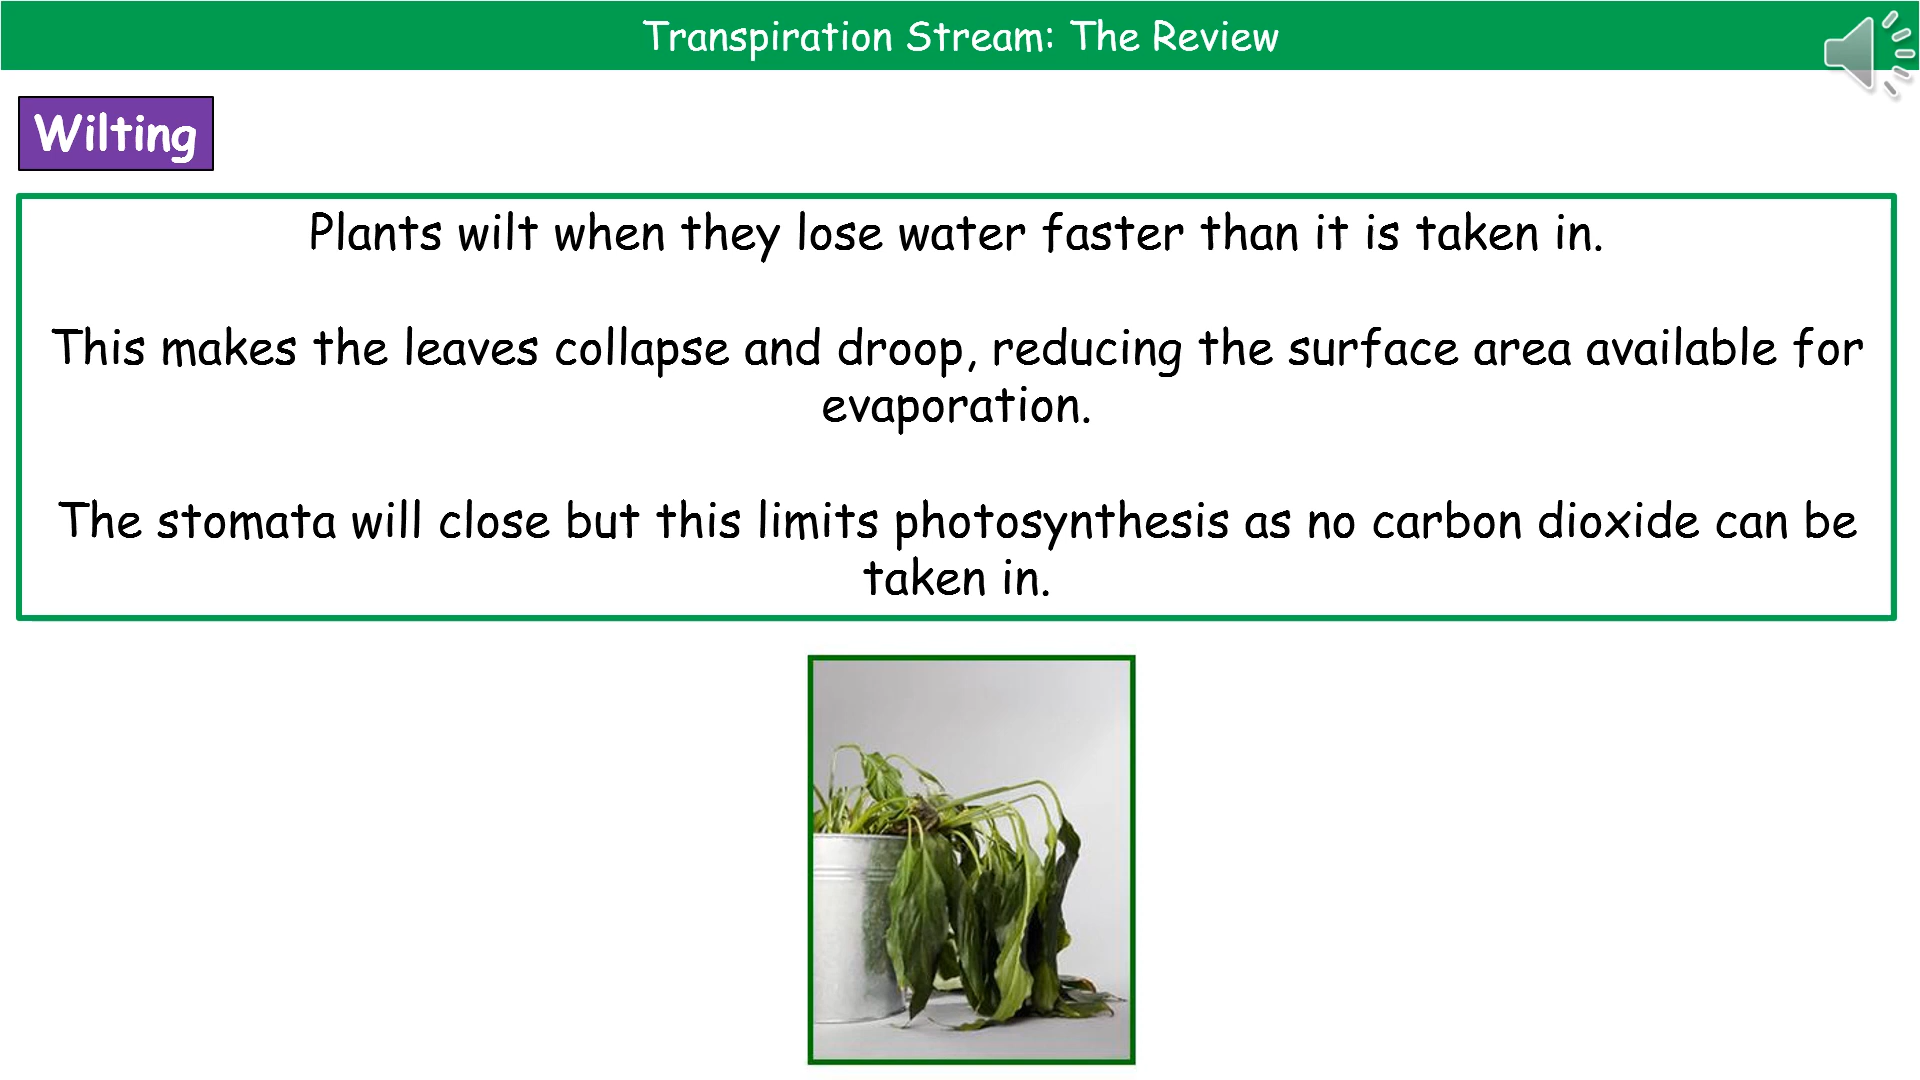 Transpiration Stream: The Review
Wilting
Plants wilt when they lose water faster than it is taken in.
This makes the leaves collapse and droop, reducing the surface area available for
evaporation.
The stomata will close but this limits photosynthesis as no carbon dioxide can be
taken in.